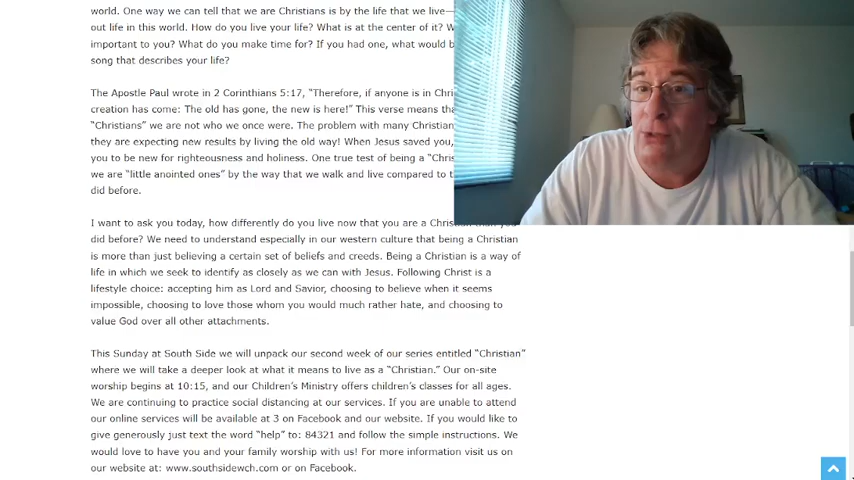 world. One way we can tell that we are Christians is by the life that we live—
out life in this world. How do you live your life? What is at the center of it?
important to you? What do you make time for? If you had one, what would b
song that describes your life?
The Apostle Paul wrote in 2 Corinthians 5:17, “Therefore, if anyone is in Chri
creation has come: The old has gone, the new is here!” This verse means tha
“Christians” we are not who we once were. The problem with many Christian
they are expecting new results by living the old way! When Jesus saved you,
you to be new for righteousness and holiness. One true test of being a “Chris
we are “little anointed ones” by the way that we walk and live compared to t
did before.
I want to ask you today, how differently do you live now that you are a Christian than you
did before? We need to understand especially in our western culture that being a Christian
is more than just believing a certain set of beliefs and creeds. Being a Christian is a way of
life in which we seek to identify as closely as we can with Jesus. Following Christ is a
lifestyle choice: accepting him as Lord and Savior, choosing to believe when it seems
impossible, choosing to love those whom you would much rather hate, and choosing to
value God over all other attachments.
This Sunday at South Side we will unpack our second week of our series entitled “Christian”
where we will take a deeper look at what it means to live as a “Christian.” Our on-site
worship begins at 10:15, and our Children’s Ministry offers children’s classes for all ages.
We are continuing to practice social distancing at our services. If you are unable to attend
our online services will be available at 3 on Facebook and our website. If you would like to
give generously just text the word “help” to: 84321 and follow the simple instructions. We
would love to have you and your family worship with us! For more information visit us on
our website at: www.southsidewch.com or on Facebook.